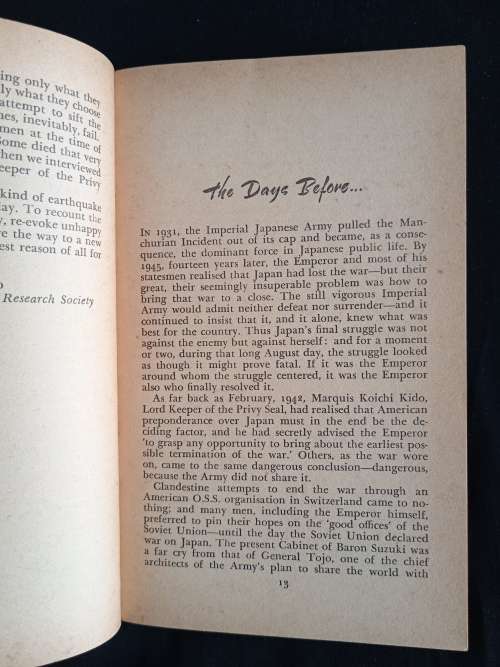 ing only what they
ly what they choose
attempt to sift the
nes, inevitably, fail.
men at the time of
Some died that very
hen we interviewed
eeper of the Privy
kind of earthquake
lay. To recount the
y, re-evoke unhappy
re the way to a new
est reason of all for
Research Society
The Days Before...
IN 1931, the Imperial Japanese Army pulled the Man-
churian Incident out of its cap and became, as a conse-
quence, the dominant force in Japanese public life. By
1945, fourteen years later, the Emperor and most of his
statesmen realised that Japan had lost the war—but their
great, their seemingly insuperable problem was how to
bring that war to a close. The still vigorous Imperial
Army would admit neither defeat nor surrender—and it
continued to insist that it, and it alone, knew what was
best for the country. Thus Japan's final struggle was not
against the enemy but against herself: and for a moment
or two, during that long August day, the struggle looked
as though it might prove fatal. If it was the Emperor
around whom the struggle centered, it was the Emperor
also who finally resolved it.
As far back as February, 1942, Marquis Koichi Kido,
Lord Keeper of the Privy Seal, had realised that American
preponderance over Japan must in the end be the de-
ciding factor, and he had secretly advised the Emperor
'to grasp any opportunity to bring about the earliest pos-
sible termination of the war.' Others, as the war wore
on, came to the same dangerous conclusion—dangerous,
because the Army did not share it.
Clandestine attempts to end the war through an
American O.S.S. organisation in Switzerland came to no-
thing; and many men, including the Emperor himself,
preferred to pin their hopes on the 'good offices' of the
Soviet Union—until the day the Soviet Union declared
war on Japan. The present Cabinet of Baron Suzuki was
a far cry from that of General Tojo, one of the chief
architects of the Army's plan to share the world with
13